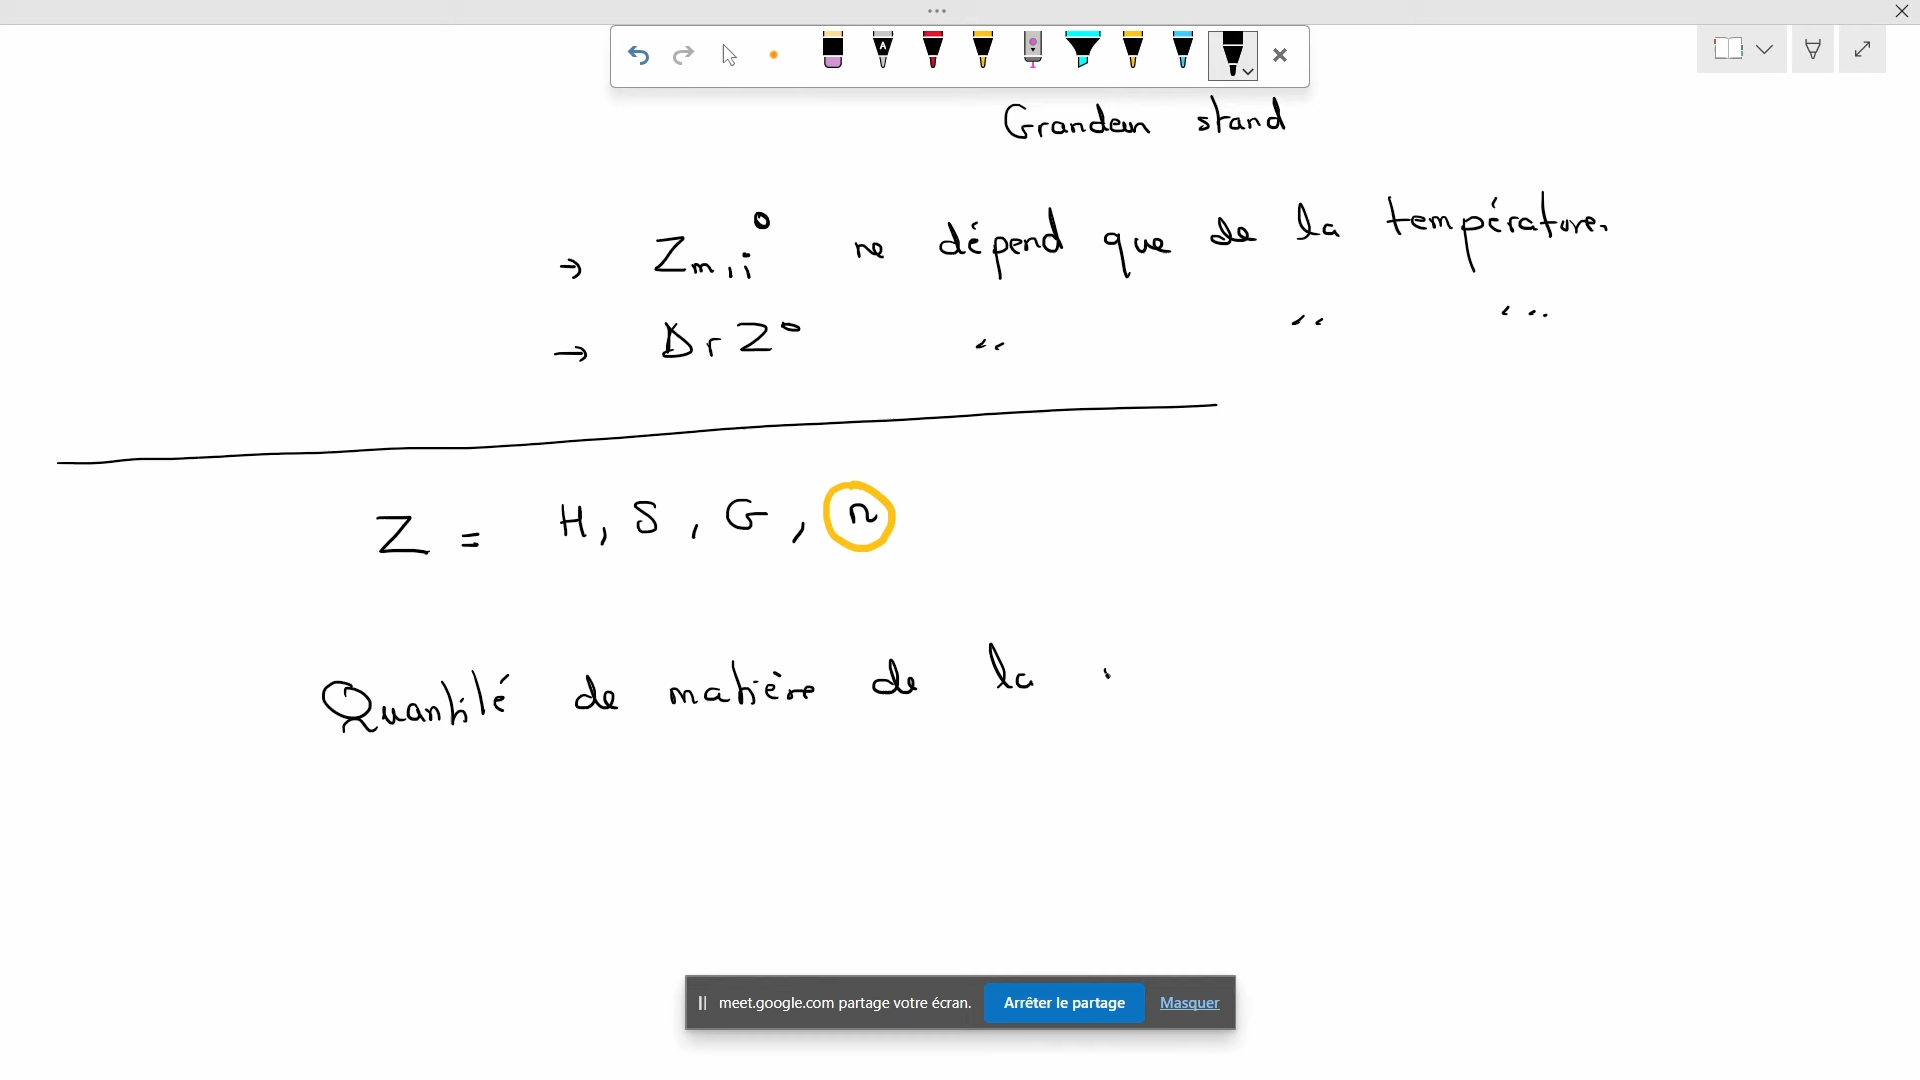 A
Grandeur stand
→ Zm,i° ne dépend que de la température.
→ ΔrZ° " " "
Z = H, S, G, n
Quantité de matière de la
meet.google.com partage votre écran. Arrêter le partage Masquer